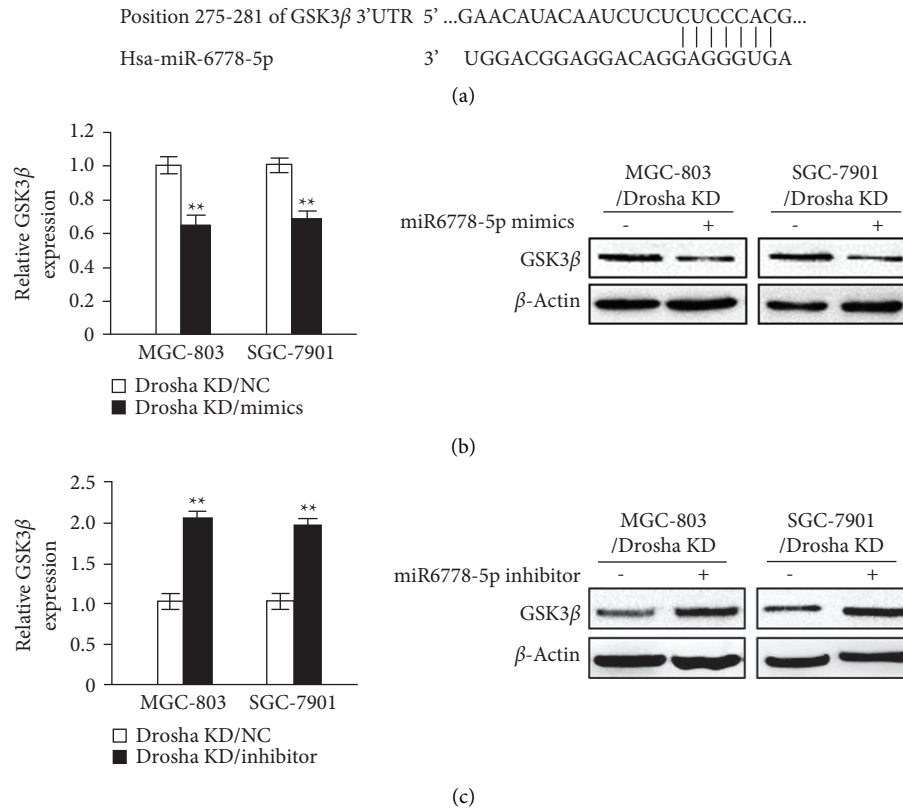 Position 275-281 of GSK3β 3'UTR 5' ...GAACAUACAAUCUCUCUCCCACG...
Hsa-miR-6778-5p 3' UGGACGGAGGACAGGAGGGUGA
(a)
Relative GSK3β
expression
1.2
1.0
0.8
0.6
0.4
0.2
0
**
**
MGC-803 SGC-7901
Drosha KD/NC
Drosha KD/mimics
MGC-803
/Drosha KD
SGC-7901
/Drosha KD
miR6778-5p mimics - + - +
GSK3β
β-Actin
(b)
Relative GSK3β
expression
2.5
2.0
1.5
1.0
0.5
0
**
**
MGC-803 SGC-7901
Drosha KD/NC
Drosha KD/inhibitor
MGC-803
/Drosha KD
SGC-7901
/Drosha KD
miR6778-5p inhibitor - + - +
GSK3β
β-Actin
(c)